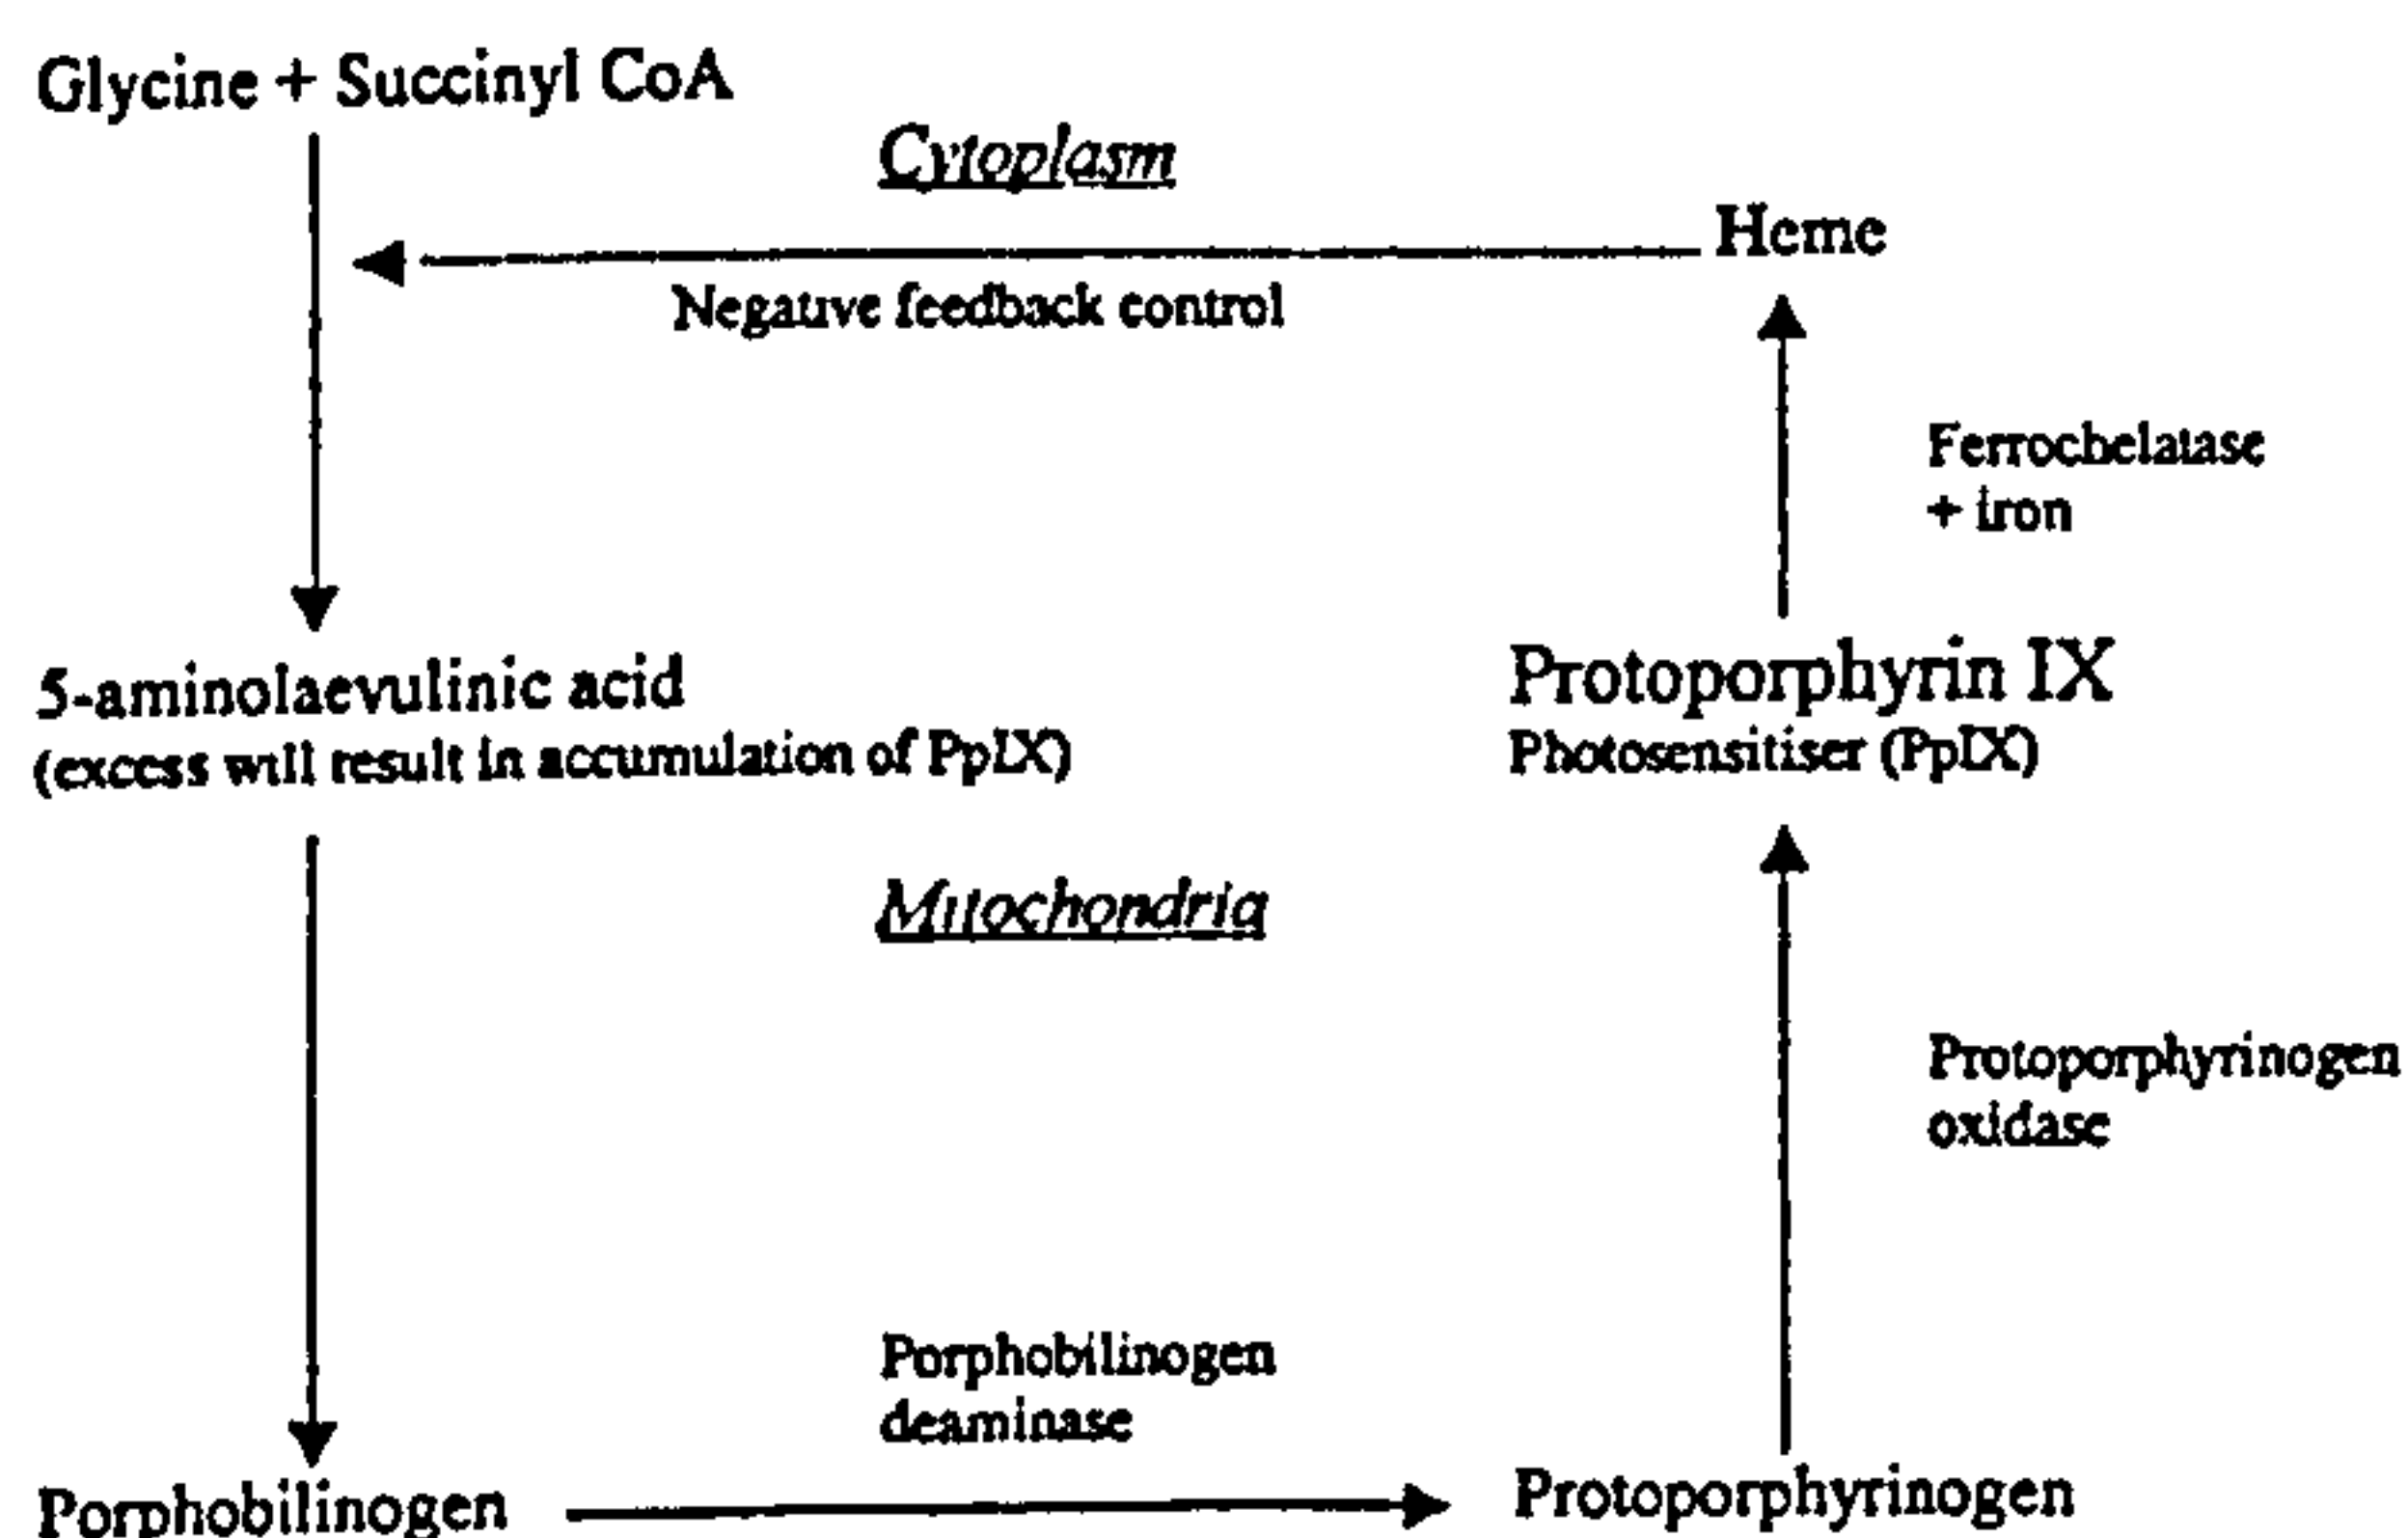 Glycine + Succinyl CoA
Cytoplasm
Heme
Negative feedback control
Ferrochelatase
+ iron
5-aminolaevulinic acid
(excess will result in accumulation of PpIX)
Protoporphyrin IX
Photosensitiser (PpIX)
Mitochondria
Protoporphyrinogen
oxidase
Porphobilinogen
deaminase
Porphobilinogen
Protoporphyrinogen